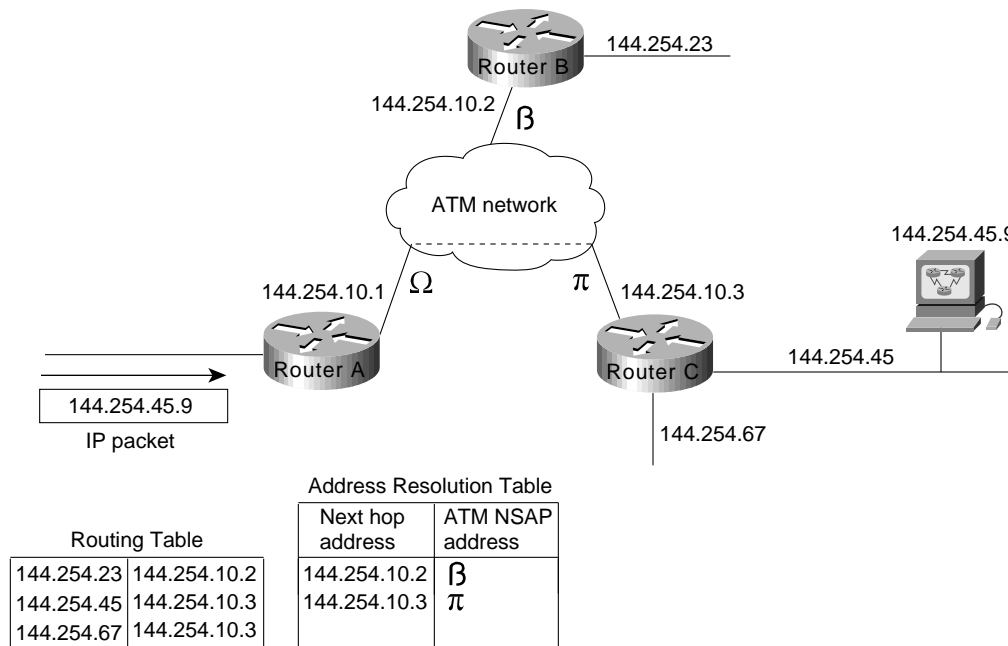 144.254.23
Router B
144.254.10.2
β
ATM network
144.254.45.9
144.254.10.1
Ω
π
144.254.10.3
Router A
Router C
144.254.45
144.254.45.9
IP packet
144.254.67
Address Resolution Table
Next hop address
ATM NSAP address
Routing Table
144.254.23 144.254.10.2
144.254.45 144.254.10.3
144.254.67 144.254.10.3
144.254.10.2 β
144.254.10.3 π